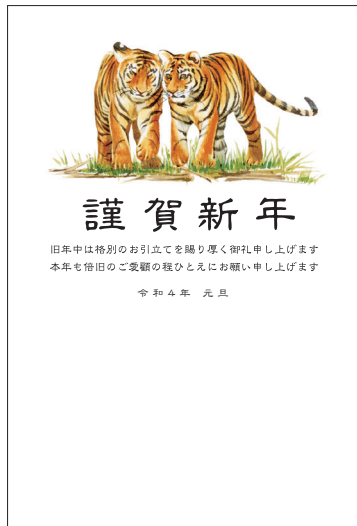 謹賀新年
旧年中は格別のお引立てを賜り厚く御礼申し上げます
本年も倍旧のご愛顧の程ひとえにお願い申し上げます
令和4年 元旦